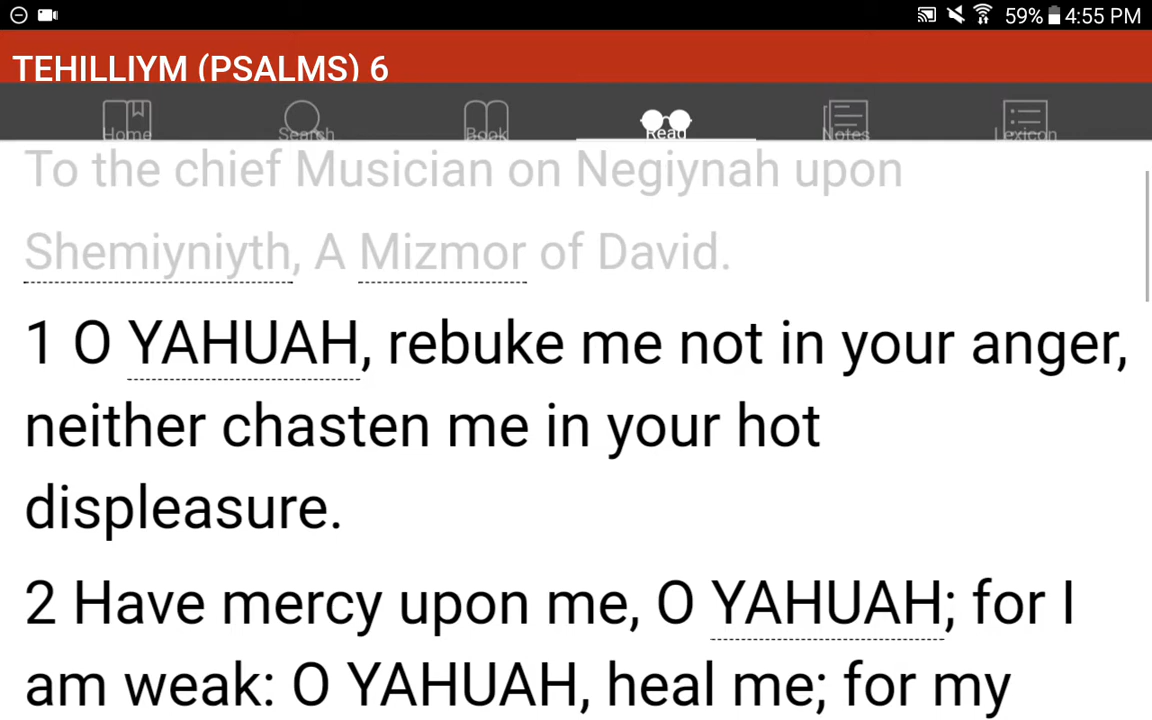 59% 4:55 PM
TEHILLIYM (PSALMS) 6
Home Search Book Read Notes Lexicon
To the chief Musician on Negiynah upon
Shemiyniyth, A Mizmor of David.
1 O YAHUAH, rebuke me not in your anger,
neither chasten me in your hot
displeasure.
2 Have mercy upon me, O YAHUAH; for I
am weak: O YAHUAH, heal me; for my